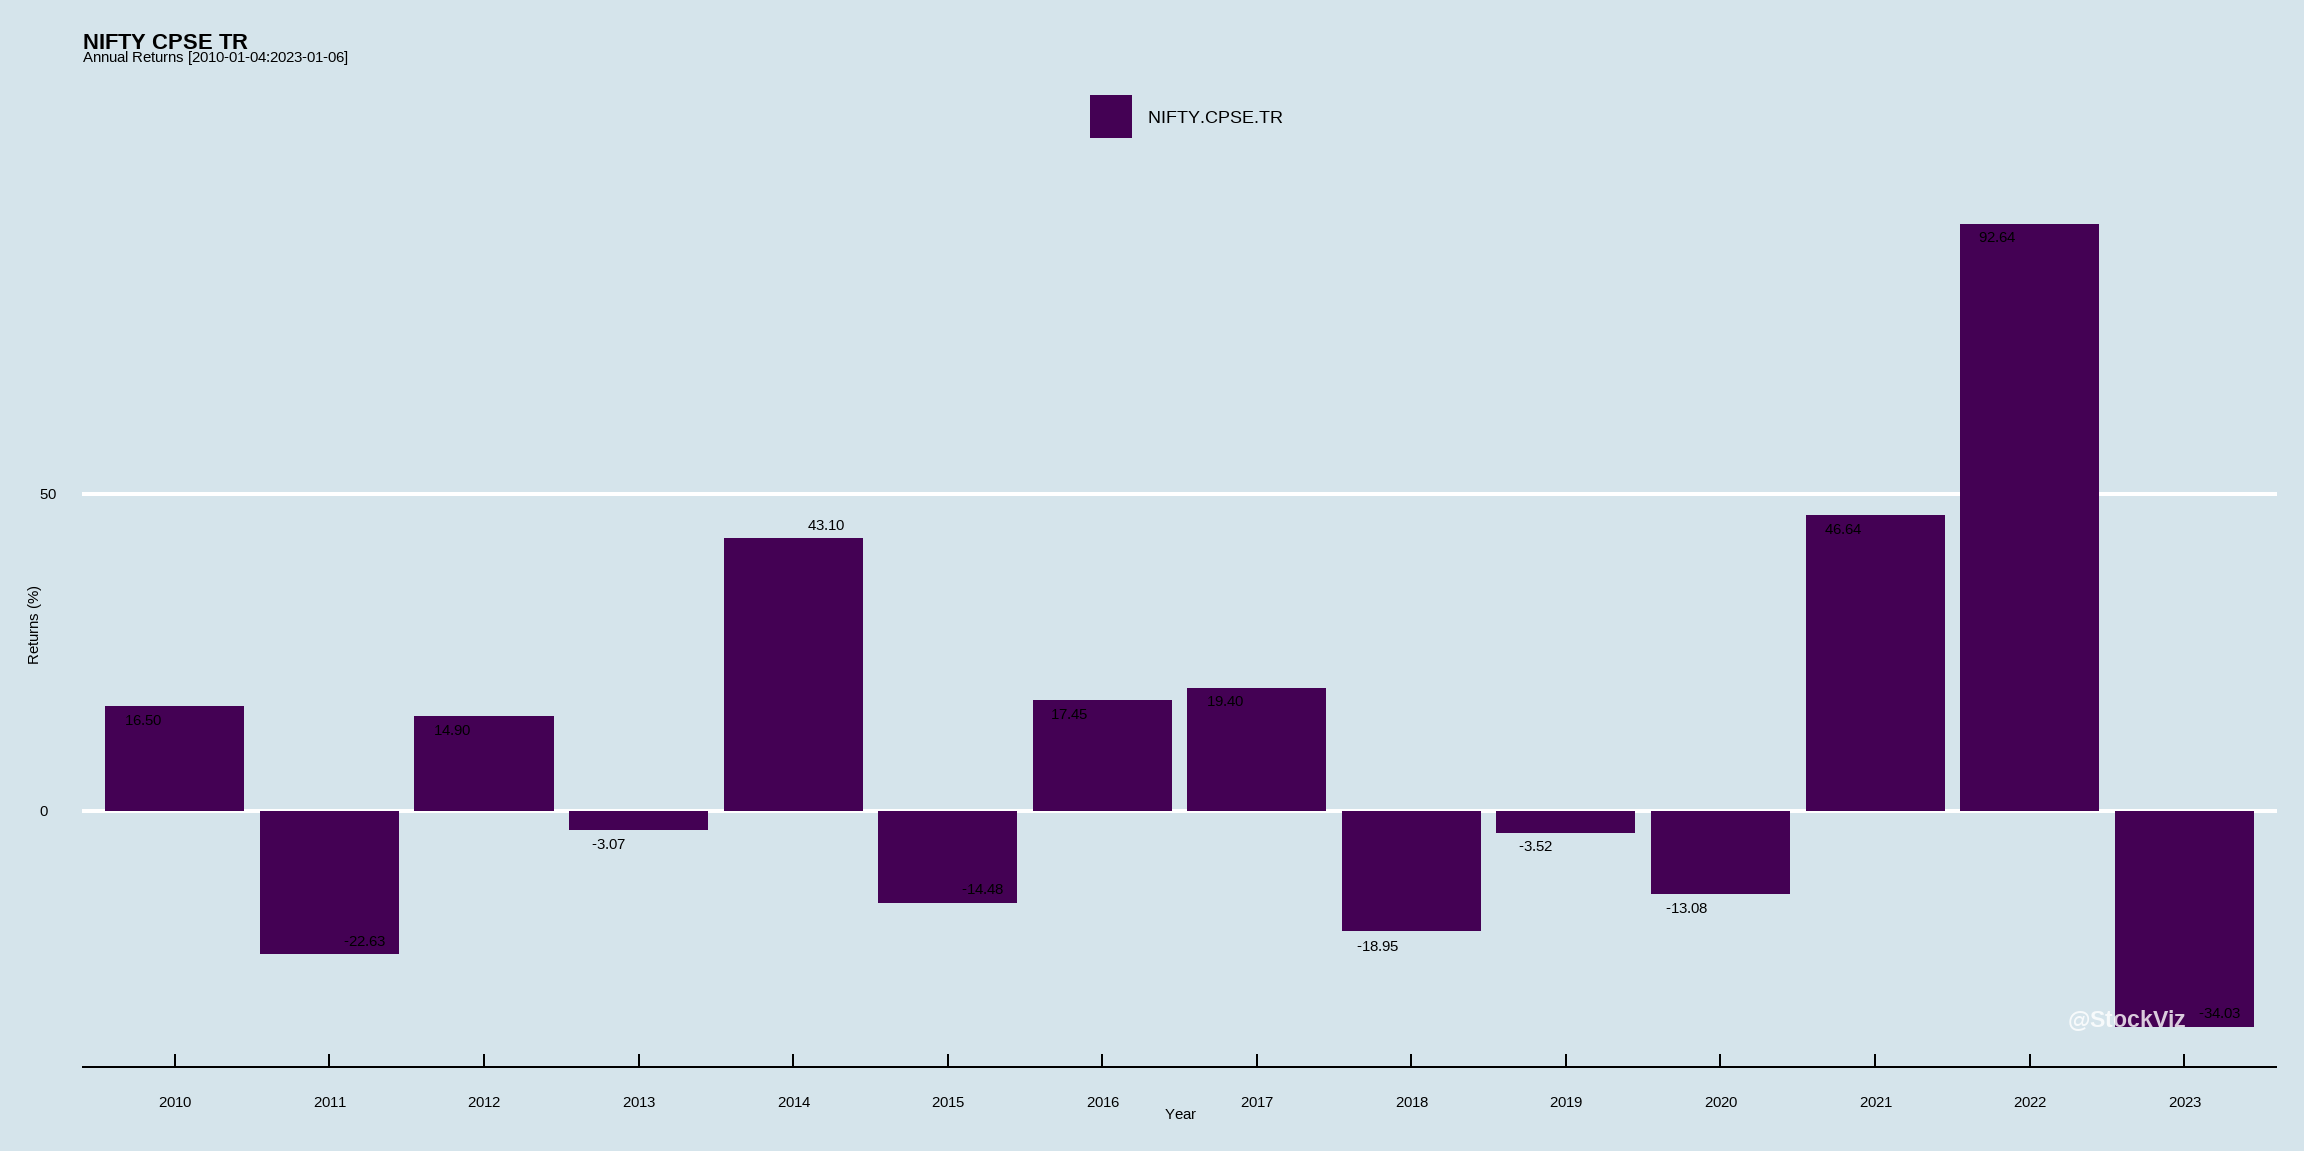 NIFTY CPSE TR
Annual Returns [2010-01-04:2023-01-06]
NIFTY.CPSE.TR
92.64
50
43.10
46.64
Returns (%)
16.50
14.90
17.45
19.40
0
-3.07
-3.52
-14.48
-13.08
-22.63
-18.95
-34.03
@StockViz
2010 2011 2012 2013 2014 2015 2016 2017 2018 2019 2020 2021 2022 2023
Year